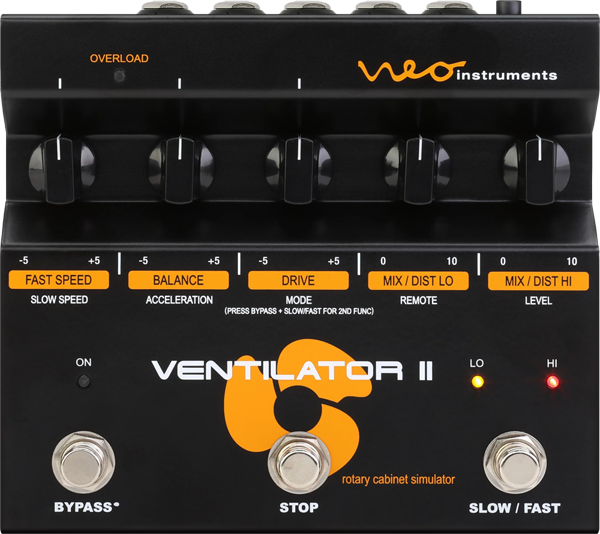 OVERLOAD
neo instruments
-5 +5 -5 +5 -5 +5 0 10 0 10
FAST SPEED BALANCE DRIVE MIX / DIST LO MIX / DIST HI
SLOW SPEED ACCELERATION MODE REMOTE LEVEL
(PRESS BYPASS + SLOW/FAST FOR 2ND FUNC)
ON LO HI
VENTILATOR II
rotary cabinet simulator
BYPASS* STOP SLOW / FAST